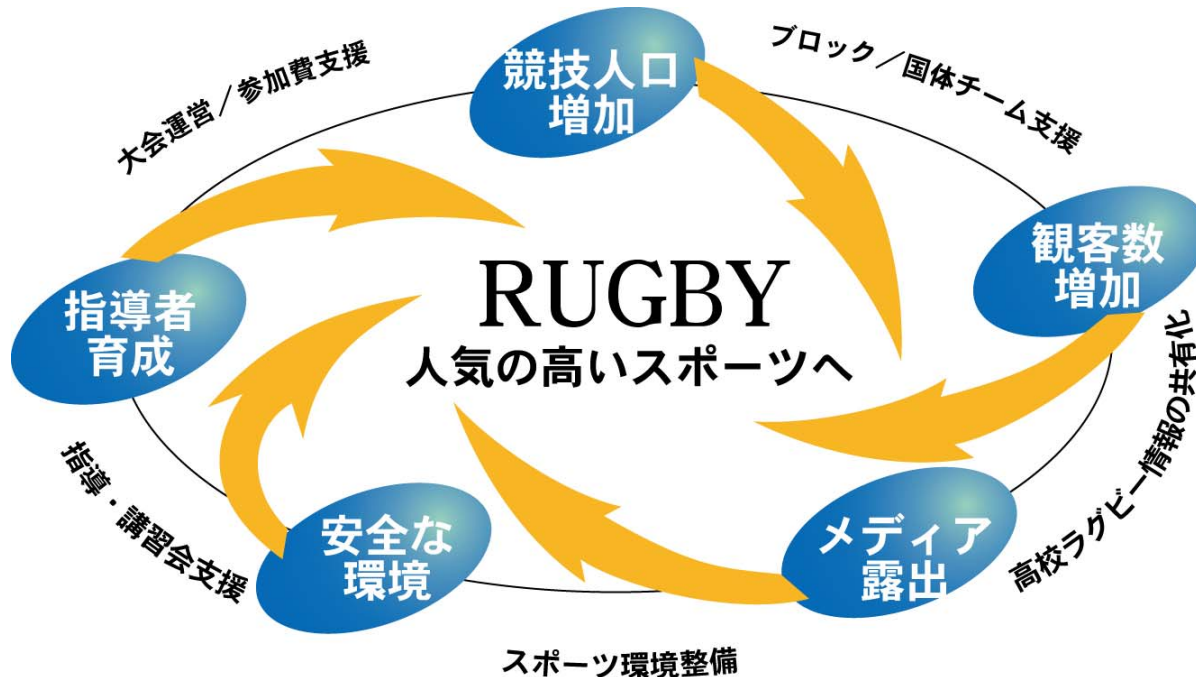 大会運営／参加費支援
競技人口
増加
ブロック／国体チーム支援
観客数
増加
指導者
育成
RUGBY
人気の高いスポーツへ
高校ラグビー情報の共有化
指導・講習会支援
安全な
環境
メディア
露出
スポーツ環境整備